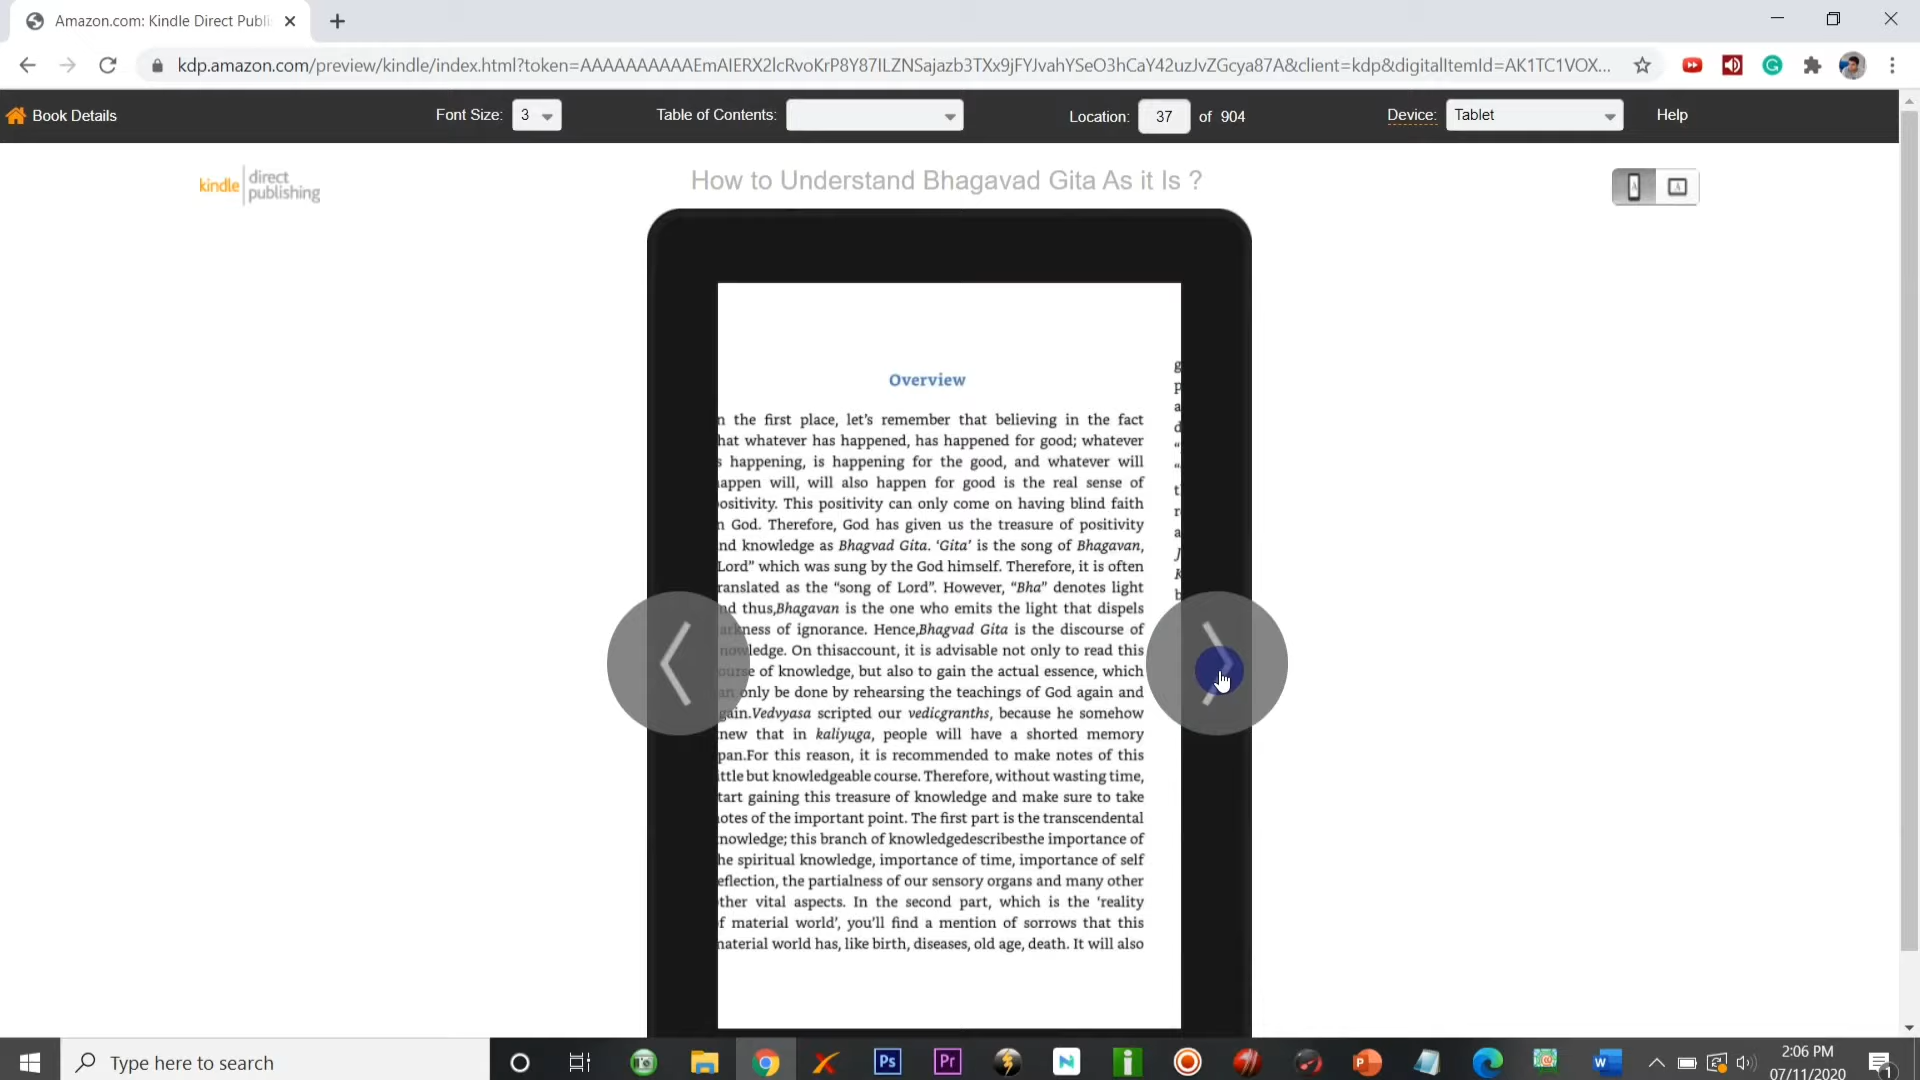 Amazon.com: Kindle Direct Publi
kdp.amazon.com/preview/kindle/index.html?token=AAAAAAAAAAEmAIERX2lcRvoKrP8Y87ILZNSajazb3TXx9jFYJvahYSeO3hCaY42uzJvZGcya87A&client=kdp&digitalItemId=AK1TC1VOX...
Book Details
Font Size: 3
Table of Contents:
Location: 37 of 904
Device: Tablet
Help
kindle direct publishing
How to Understand Bhagavad Gita As it Is ?
Overview
n the first place, let's remember that believing in the fact
hat whatever has happened, has happened for good; whatever
s happening, is happening for the good, and whatever will
appen will, will also happen for good is the real sense of
ositivity. This positivity can only come on having blind faith
n God. Therefore, God has given us the treasure of positivity
nd knowledge as Bhagvad Gita. ‘Gita’ is the song of Bhagavan,
Lord” which was sung by the God himself. Therefore, it is often
ranslated as the “song of Lord”. However, “Bha” denotes light
nd thus,Bhagavan is the one who emits the light that dispels
arkness of ignorance. Hence,Bhagvad Gita is the discourse of
nowledge. On thisaccount, it is advisable not only to read this
ourse of knowledge, but also to gain the actual essence, which
an only be done by rehearsing the teachings of God again and
gain.Vedvyasa scripted our vedicgranths, because he somehow
new that in kaliyuga, people will have a shorted memory
pan.For this reason, it is recommended to make notes of this
ittle but knowledgeable course. Therefore, without wasting time,
tart gaining this treasure of knowledge and make sure to take
otes of the important point. The first part is the transcendental
nowledge; this branch of knowledgedescribesthe importance of
he spiritual knowledge, importance of time, importance of self
eflection, the partialness of our sensory organs and many other
ther vital aspects. In the second part, which is the ‘reality
f material world’, you'll find a mention of sorrows that this
naterial world has, like birth, diseases, old age, death. It will also
Type here to search
2:06 PM
07/11/2020